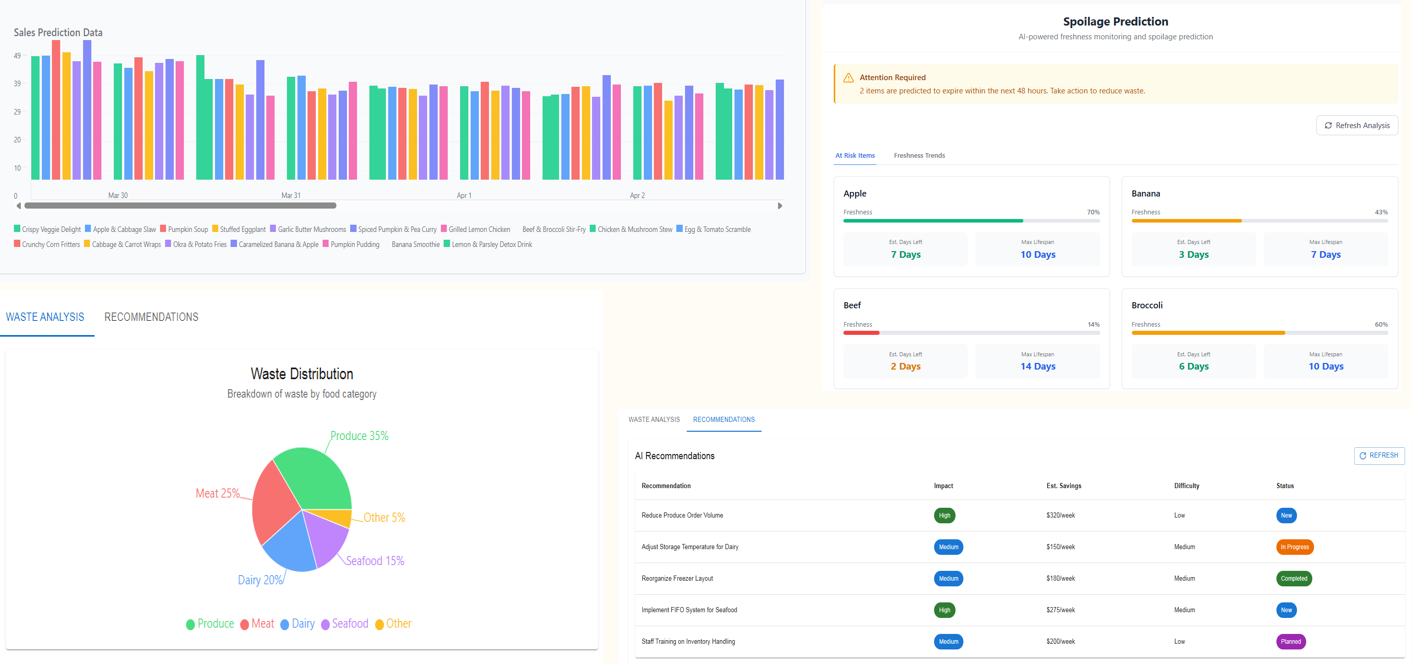 Sales Prediction Data
49
39
29
20
10
0
Mar 30 Mar 31 Apr 1 Apr 2
Crispy Veggie Delight Apple & Cabbage Slaw Pumpkin Soup Stuffed Eggplant Garlic Butter Mushrooms Spiced Pumpkin & Pea Curry Grilled Lemon Chicken Beef & Broccoli Stir-Fry Chicken & Mushroom Stew Egg & Tomato Scramble
Crunchy Corn Fritters Cabbage & Carrot Wraps Okra & Potato Fries Caramelized Banana & Apple Pumpkin Pudding Banana Smoothie Lemon & Parsley Detox Drink
Spoilage Prediction
AI-powered freshness monitoring and spoilage prediction
Attention Required
2 items are predicted to expire within the next 48 hours. Take action to reduce waste.
Refresh Analysis
At Risk Items Freshness Trends
Apple
Freshness 70%
Est. Days Left Max Lifespan
7 Days 10 Days
Banana
Freshness 43%
Est. Days Left Max Lifespan
3 Days 7 Days
Beef
Freshness 14%
Est. Days Left Max Lifespan
2 Days 14 Days
Broccoli
Freshness 60%
Est. Days Left Max Lifespan
6 Days 10 Days
WASTE ANALYSIS RECOMMENDATIONS
Waste Distribution
Breakdown of waste by food category
Produce 35%
Meat 25%
Other 5%
Seafood 15%
Dairy 20%
Produce Meat Dairy Seafood Other
WASTE ANALYSIS RECOMMENDATIONS
AI Recommendations
REFRESH
Recommendation Impact Est. Savings Difficulty Status
Reduce Produce Order Volume High $320/week Low New
Adjust Storage Temperature for Dairy Medium $150/week Medium In Progress
Reorganize Freezer Layout Medium $180/week Medium Completed
Implement FIFO System for Seafood High $275/week Medium New
Staff Training on Inventory Handling Medium $200/week Low Planned